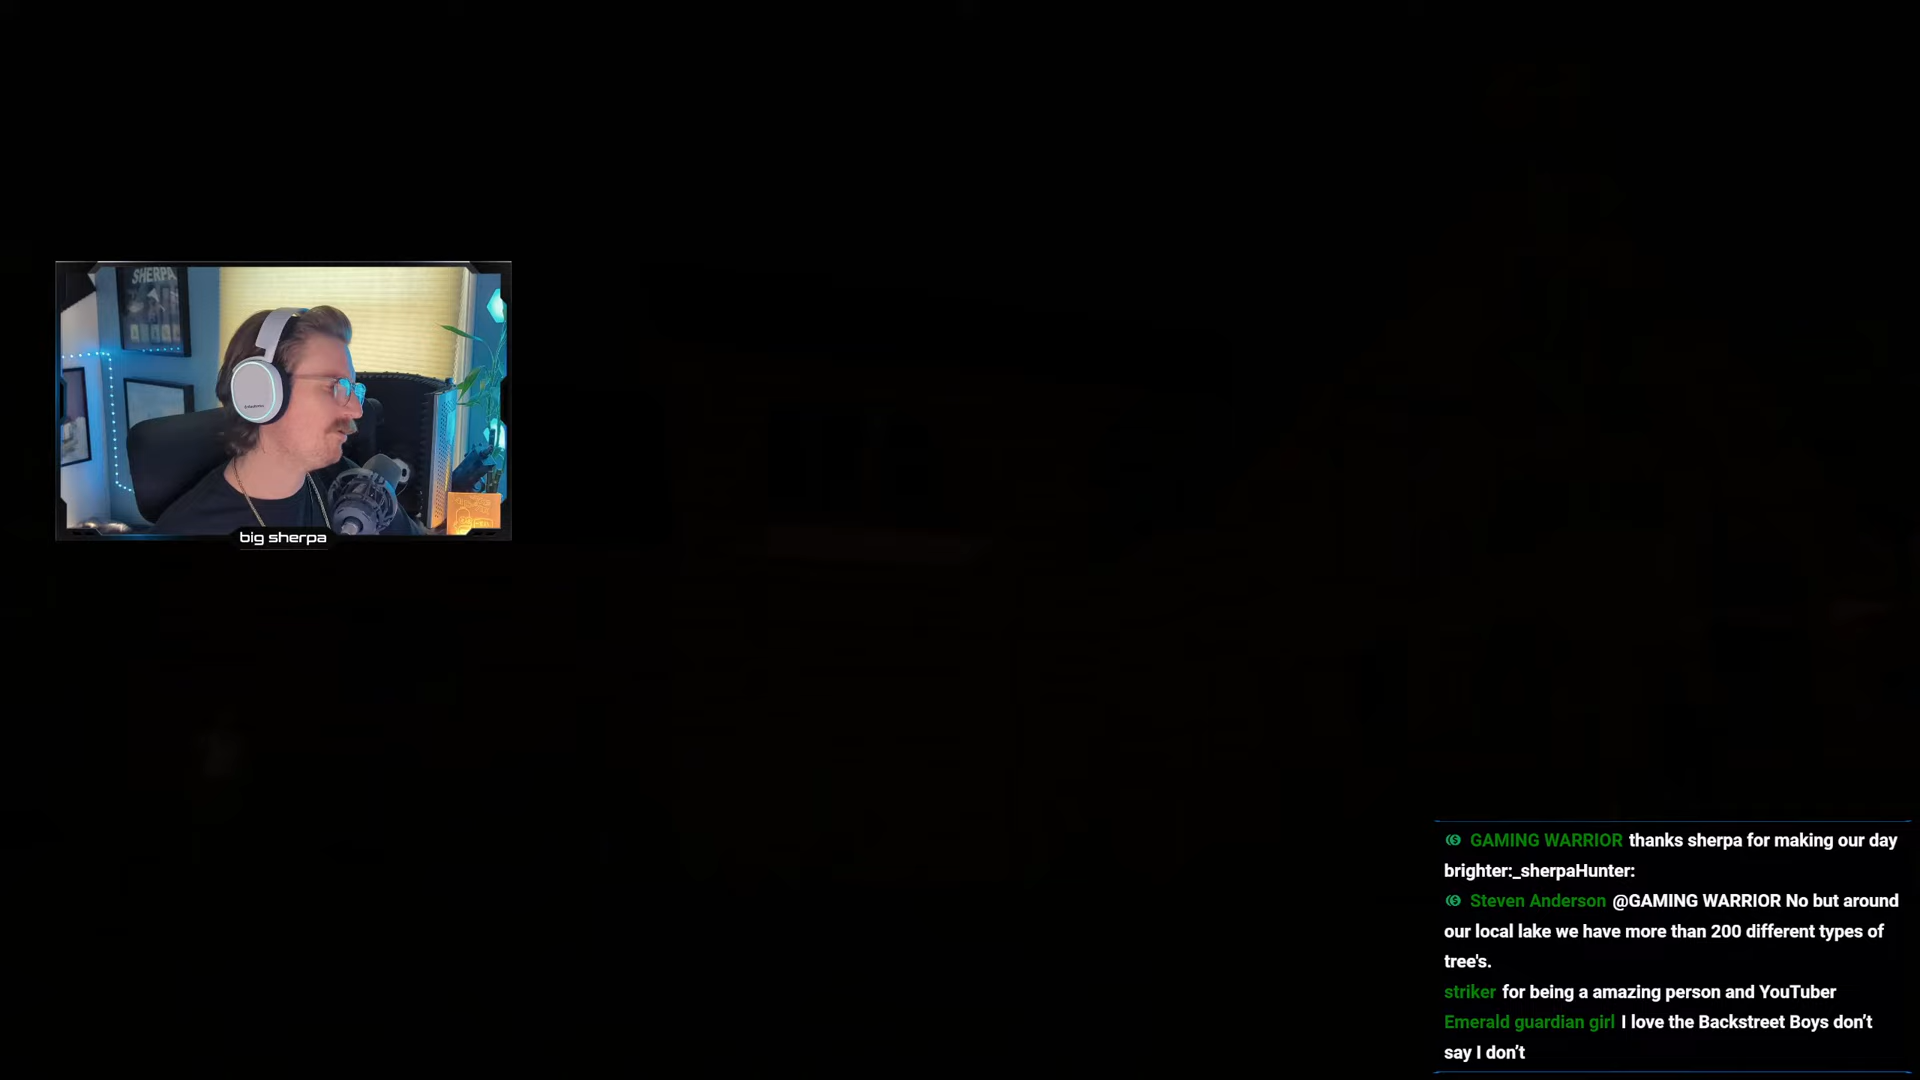 SHERPA
big sherpa
GAMING WARRIOR thanks sherpa for making our day
brighter:_sherpaHunter:
Steven Anderson @GAMING WARRIOR No but around
our local lake we have more than 200 different types of
tree's.
striker for being a amazing person and YouTuber
Emerald guardian girl I love the Backstreet Boys don’t
say I don’t